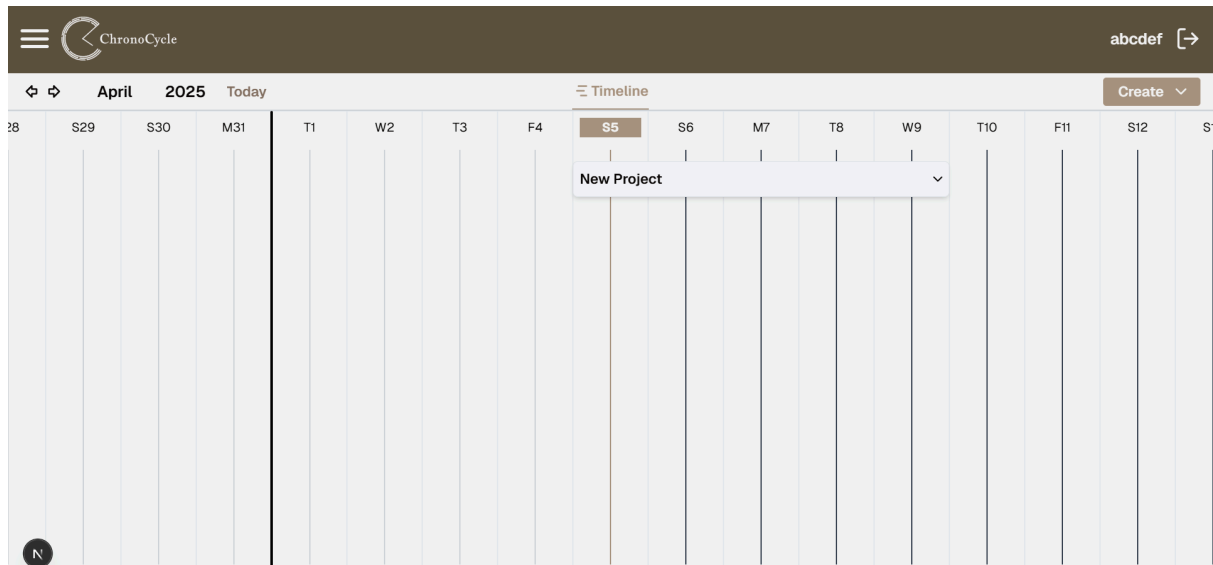 ChronoCycle
abcdef
April 2025 Today
Timeline
Create
28 S29 S30 M31 T1 W2 T3 F4 S5 S6 M7 T8 W9 T10 F11 S12
New Project
N